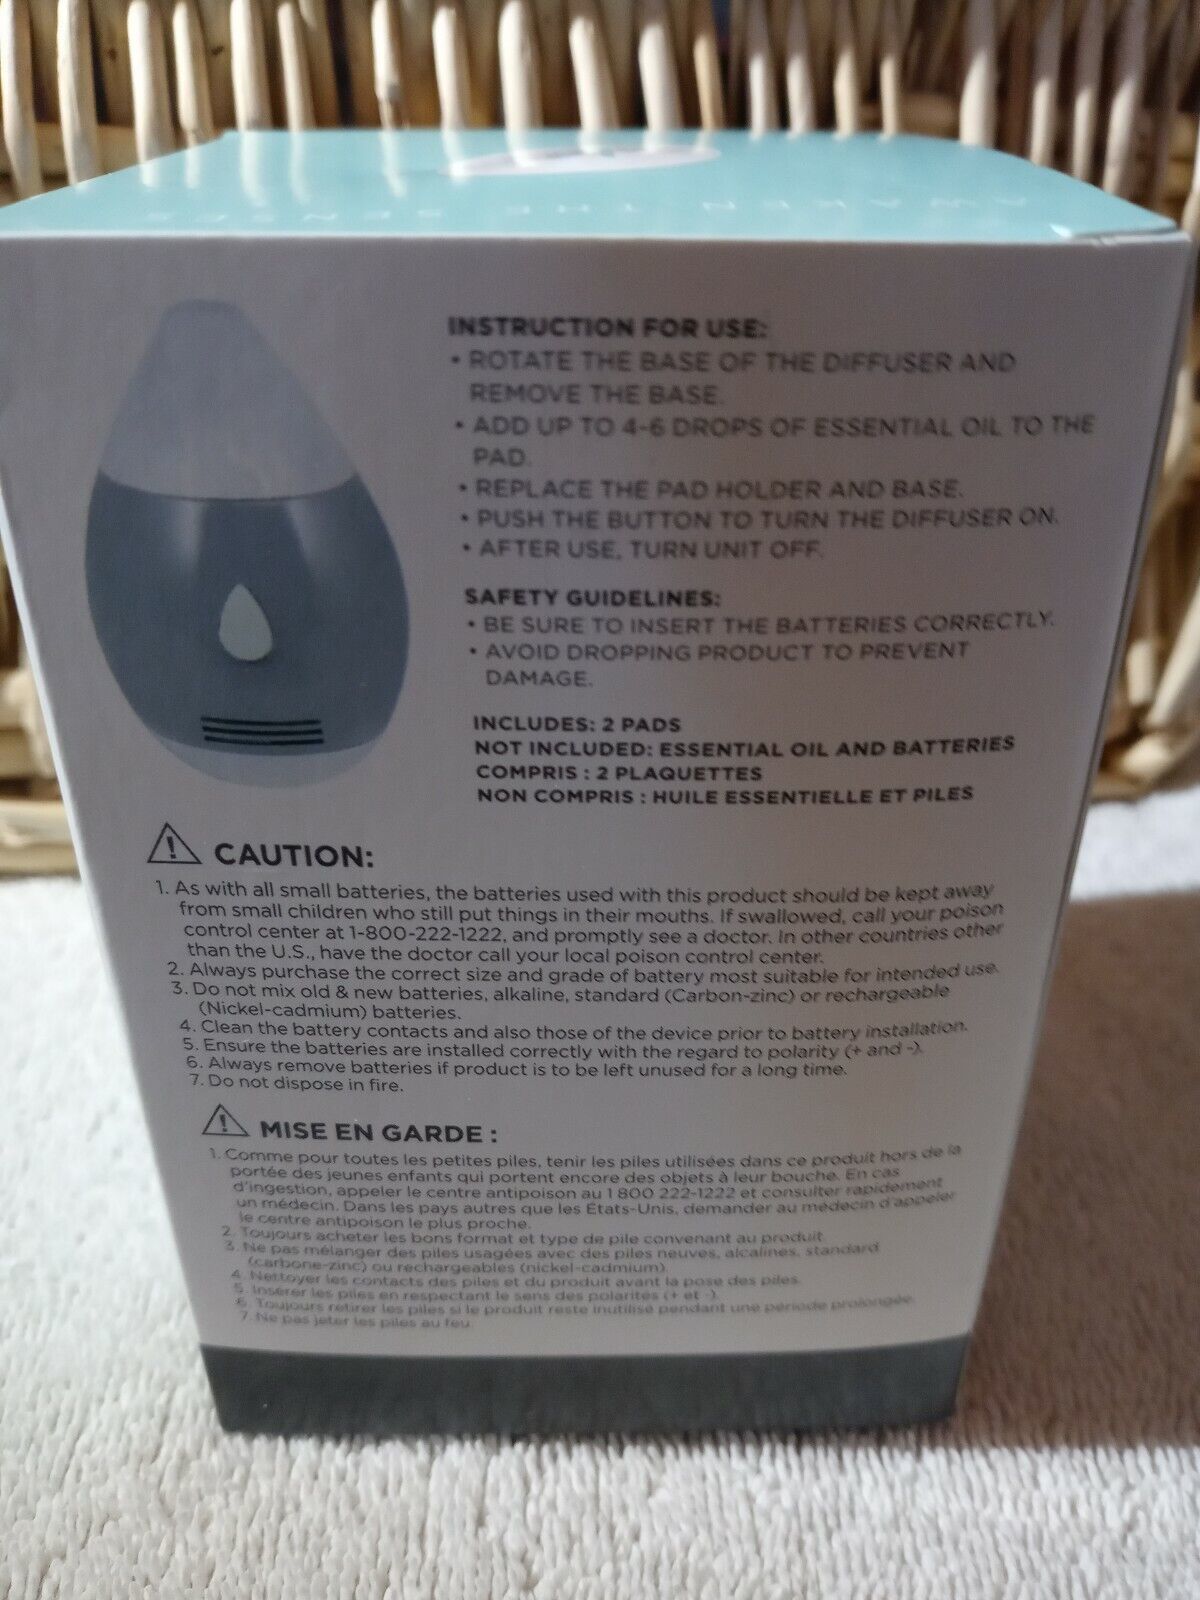 AWAKEN THE SENSES
INSTRUCTION FOR USE:
• ROTATE THE BASE OF THE DIFFUSER AND
REMOVE THE BASE.
• ADD UP TO 4-6 DROPS OF ESSENTIAL OIL TO THE
PAD.
• REPLACE THE PAD HOLDER AND BASE.
• PUSH THE BUTTON TO TURN THE DIFFUSER ON.
• AFTER USE, TURN UNIT OFF.
SAFETY GUIDELINES:
• BE SURE TO INSERT THE BATTERIES CORRECTLY.
• AVOID DROPPING PRODUCT TO PREVENT
DAMAGE.
INCLUDES: 2 PADS
NOT INCLUDED: ESSENTIAL OIL AND BATTERIES
COMPRIS : 2 PLAQUETTES
NON COMPRIS : HUILE ESSENTIELLE ET PILES
CAUTION:
1. As with all small batteries, the batteries used with this product should be kept away
from small children who still put things in their mouths. If swallowed, call your poison
control center at 1-800-222-1222, and promptly see a doctor. In other countries other
than the U.S., have the doctor call your local poison control center.
2. Always purchase the correct size and grade of battery most suitable for intended use.
3. Do not mix old & new batteries, alkaline, standard (Carbon-zinc) or rechargeable
(Nickel-cadmium) batteries.
4. Clean the battery contacts and also those of the device prior to battery installation.
5. Ensure the batteries are installed correctly with the regard to polarity (+ and -).
6. Always remove batteries if product is to be left unused for a long time.
7. Do not dispose in fire.
MISE EN GARDE :
1. Comme pour toutes les petites piles, tenir les piles utilisées dans ce produit hors de la
portée des jeunes enfants qui portent encore des objets à leur bouche. En cas
d'ingestion, appeler le centre antipoison au 1 800 222-1222 et consulter rapidement
un médecin. Dans les pays autres que les États-Unis, demander au médecin d'appeler
le centre antipoison le plus proche.
2. Toujours acheter les bons format et type de pile convenant au produit.
3. Ne pas mélanger des piles usagées avec des piles neuves, alcalines, standard
(carbone-zinc) ou rechargeables (nickel-cadmium).
4. Nettoyer les contacts des piles et du produit avant la pose des piles.
5. Insérer les piles en respectant le sens des polarités (+ et -).
6. Toujours retirer les piles si le produit reste inutilisé pendant une période prolongée.
7. Ne pas jeter les piles au feu.